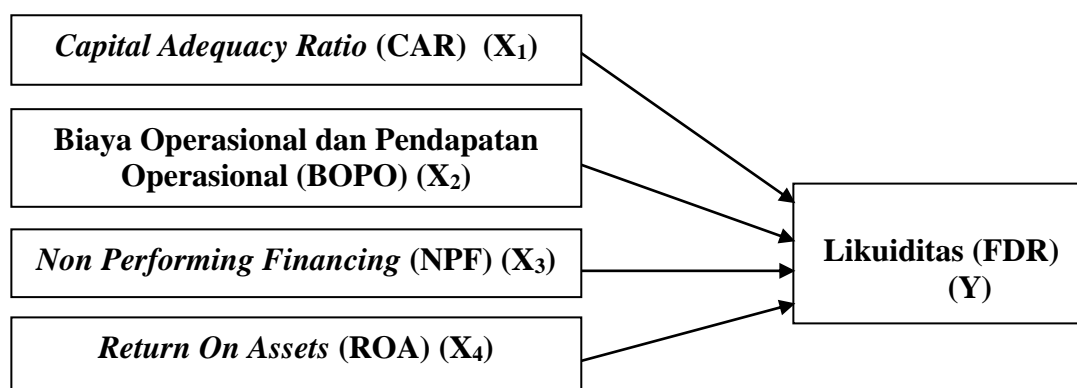 Capital Adequacy Ratio (CAR) (X₁)
Biaya Operasional dan Pendapatan
Operasional (BOPO) (X₂)
Non Performing Financing (NPF) (X₃)
Return On Assets (ROA) (X₄)
Likuiditas (FDR)
(Y)